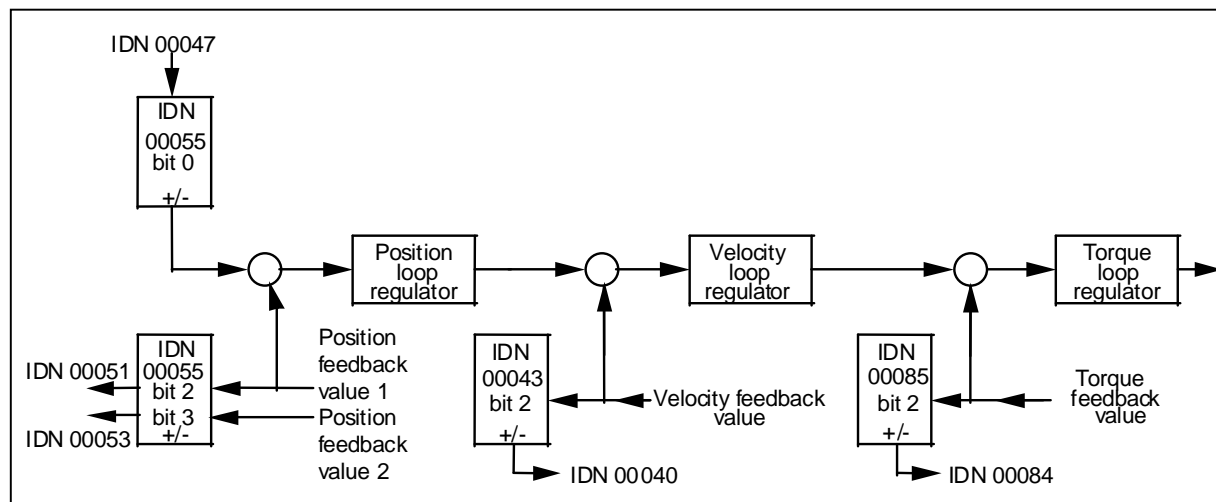 IDN 00047
IDN
00055
bit 0
+/-
Position
loop
regulator
Velocity
loop
regulator
Torque
loop
regulator
IDN 00051
IDN 00053
IDN
00055
bit 2
bit 3
+/-
Position
feedback
value 1
Position
feedback
value 2
IDN
00043
bit 2
+/-
IDN 00040
Velocity feedback
value
IDN
00085
bit 2
+/-
IDN 00084
Torque
feedback
value